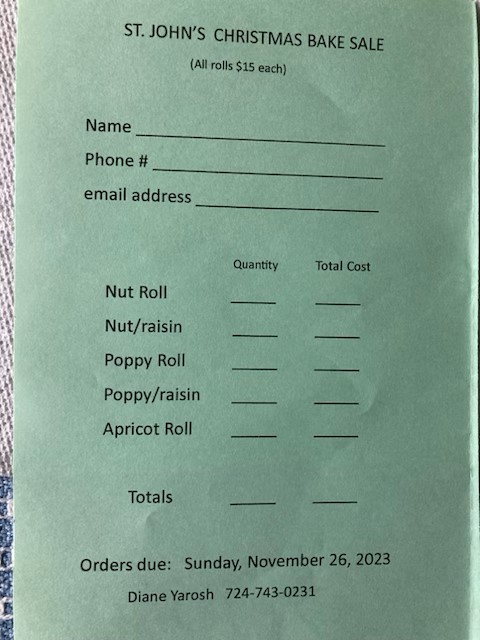 ST. JOHN'S CHRISTMAS BAKE SALE
(All rolls $15 each)
Name
Phone #
email address
Quantity Total Cost
Nut Roll
Nut/raisin
Poppy Roll
Poppy/raisin
Apricot Roll
Totals
Orders due: Sunday, November 26, 2023
Diane Yarosh 724-743-0231